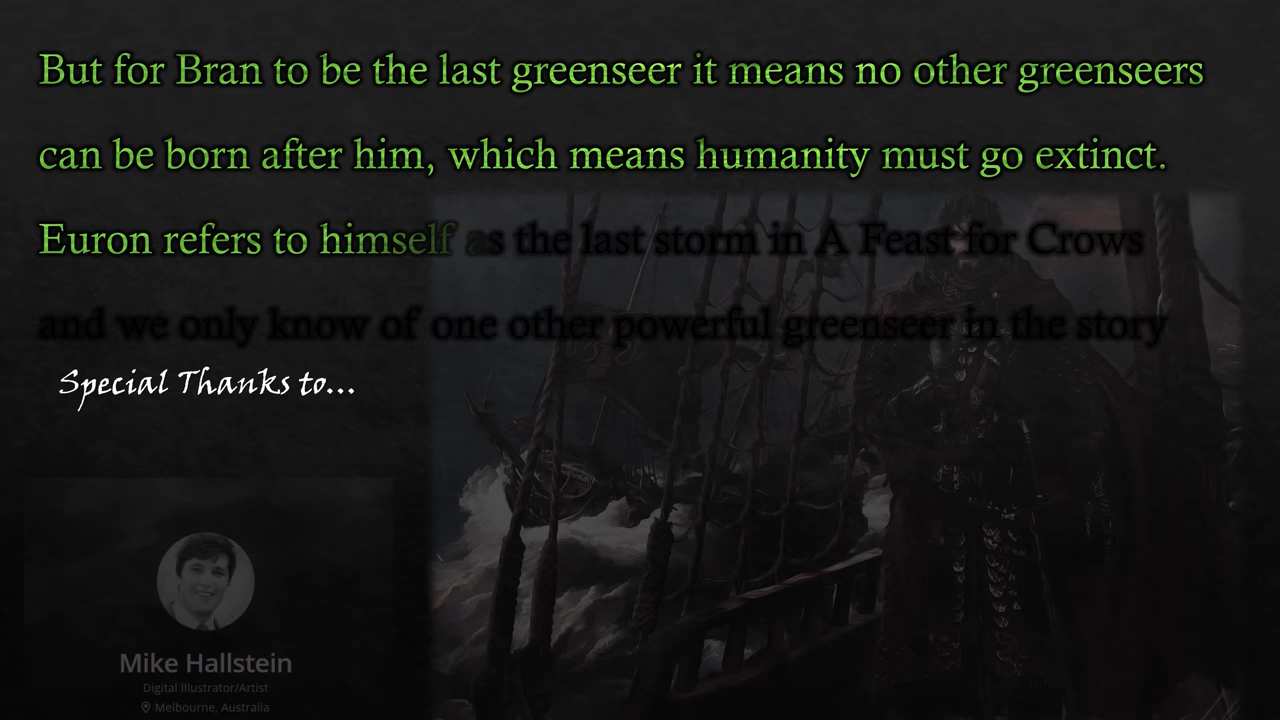 But for Bran to be the last greenseer it means no other greenseers
can be born after him, which means humanity must go extinct.
Euron refers to himself as the last storm in A Feast for Crows
and we only know of one other powerful greenseer in the story
Special Thanks to...
Mike Hallstein
Digital Illustrator/Artist
Melbourne, Australia